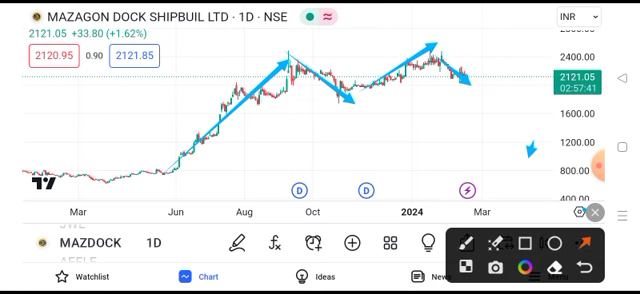 MAZAGON DOCK SHIPBUIL LTD · 1D · NSE
INR
2121.05 +33.80 (+1.62%)
2120.95 0.90 2121.85
2400.00
2121.05
02:57:41
1600.00
1200.00
800.00
400.00
D D
Mar Jun Aug Oct 2024 Mar
MAZDOCK 1D
Watchlist Chart Ideas News